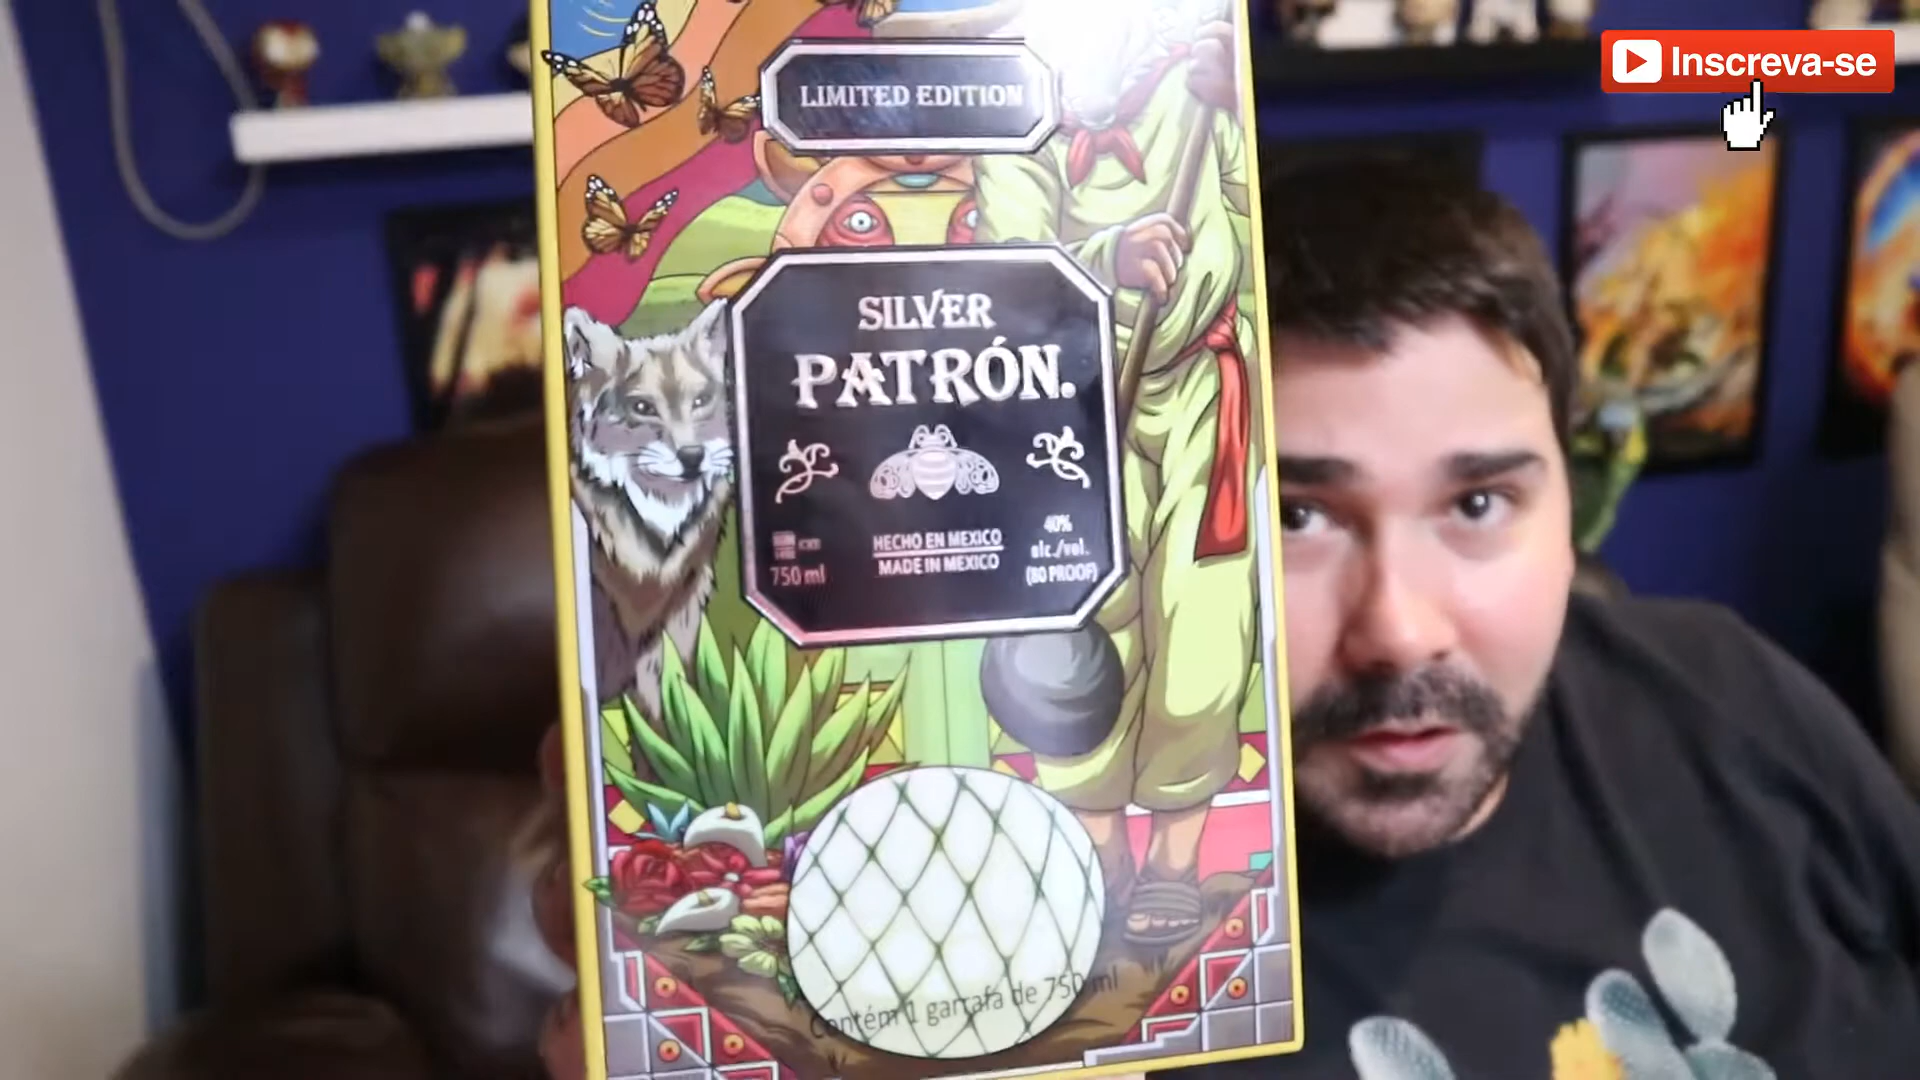 Inscreva-se
LIMITED EDITION
SILVER
PATRÓN.
40%
alc./vol.
(80 PROOF)
HECHO EN MEXICO
MADE IN MEXICO
750 ml
Contém 1 garrafa de 750 ml